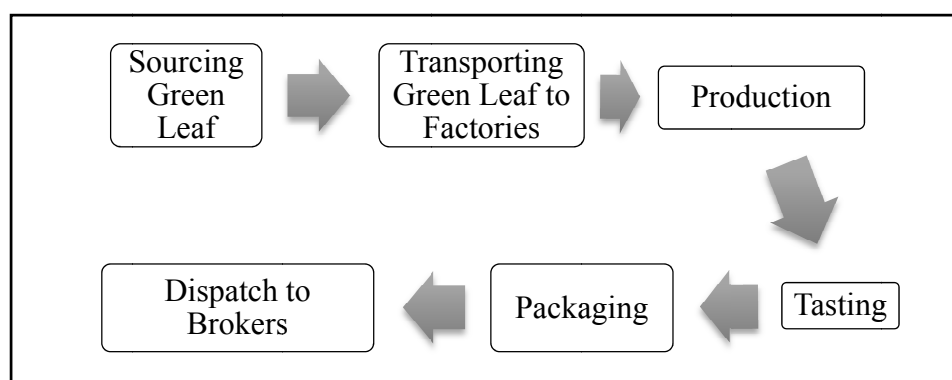 Sourcing
Green
Leaf
Transporting
Green Leaf to
Factories
Production
Tasting
Packaging
Dispatch to
Brokers